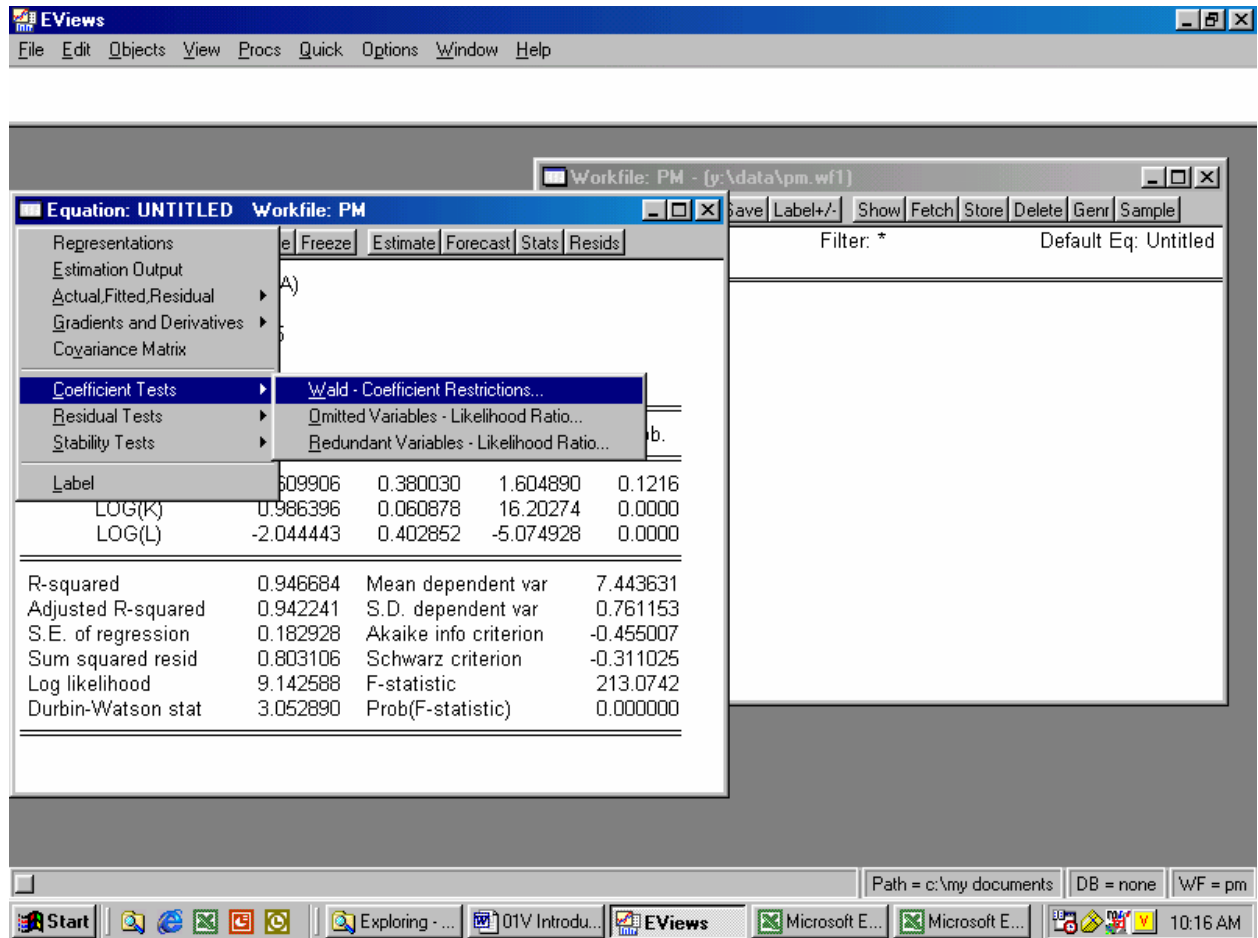 EViews
File Edit Objects View Procs Quick Options Window Help
Workfile: PM - (y:\data\pm.wf1)
Save Label+/- Show Fetch Store Delete Genr Sample
Filter: * Default Eq: Untitled
Equation: UNTITLED Workfile: PM
Freeze Estimate Forecast Stats Resids
Representations
Estimation Output
A)
Actual,Fitted,Residual
Gradients and Derivatives
Covariance Matrix
Coefficient Tests
Wald - Coefficient Restrictions...
Residual Tests
Omitted Variables - Likelihood Ratio...
Stability Tests
Redundant Variables - Likelihood Ratio...
Label
609906 0.380030 1.604890 0.1216
LOG(K) 0.986396 0.060878 16.20274 0.0000
LOG(L) -2.044443 0.402852 -5.074928 0.0000
R-squared 0.946684 Mean dependent var 7.443631
Adjusted R-squared 0.942241 S.D. dependent var 0.761153
S.E. of regression 0.182928 Akaike info criterion -0.455007
Sum squared resid 0.803106 Schwarz criterion -0.311025
Log likelihood 9.142588 F-statistic 213.0742
Durbin-Watson stat 3.052890 Prob(F-statistic) 0.000000
Path = c:\my documents DB = none WF = pm
Start Exploring - ... 01V Introdu... EViews Microsoft E... Microsoft E... 10:16 AM